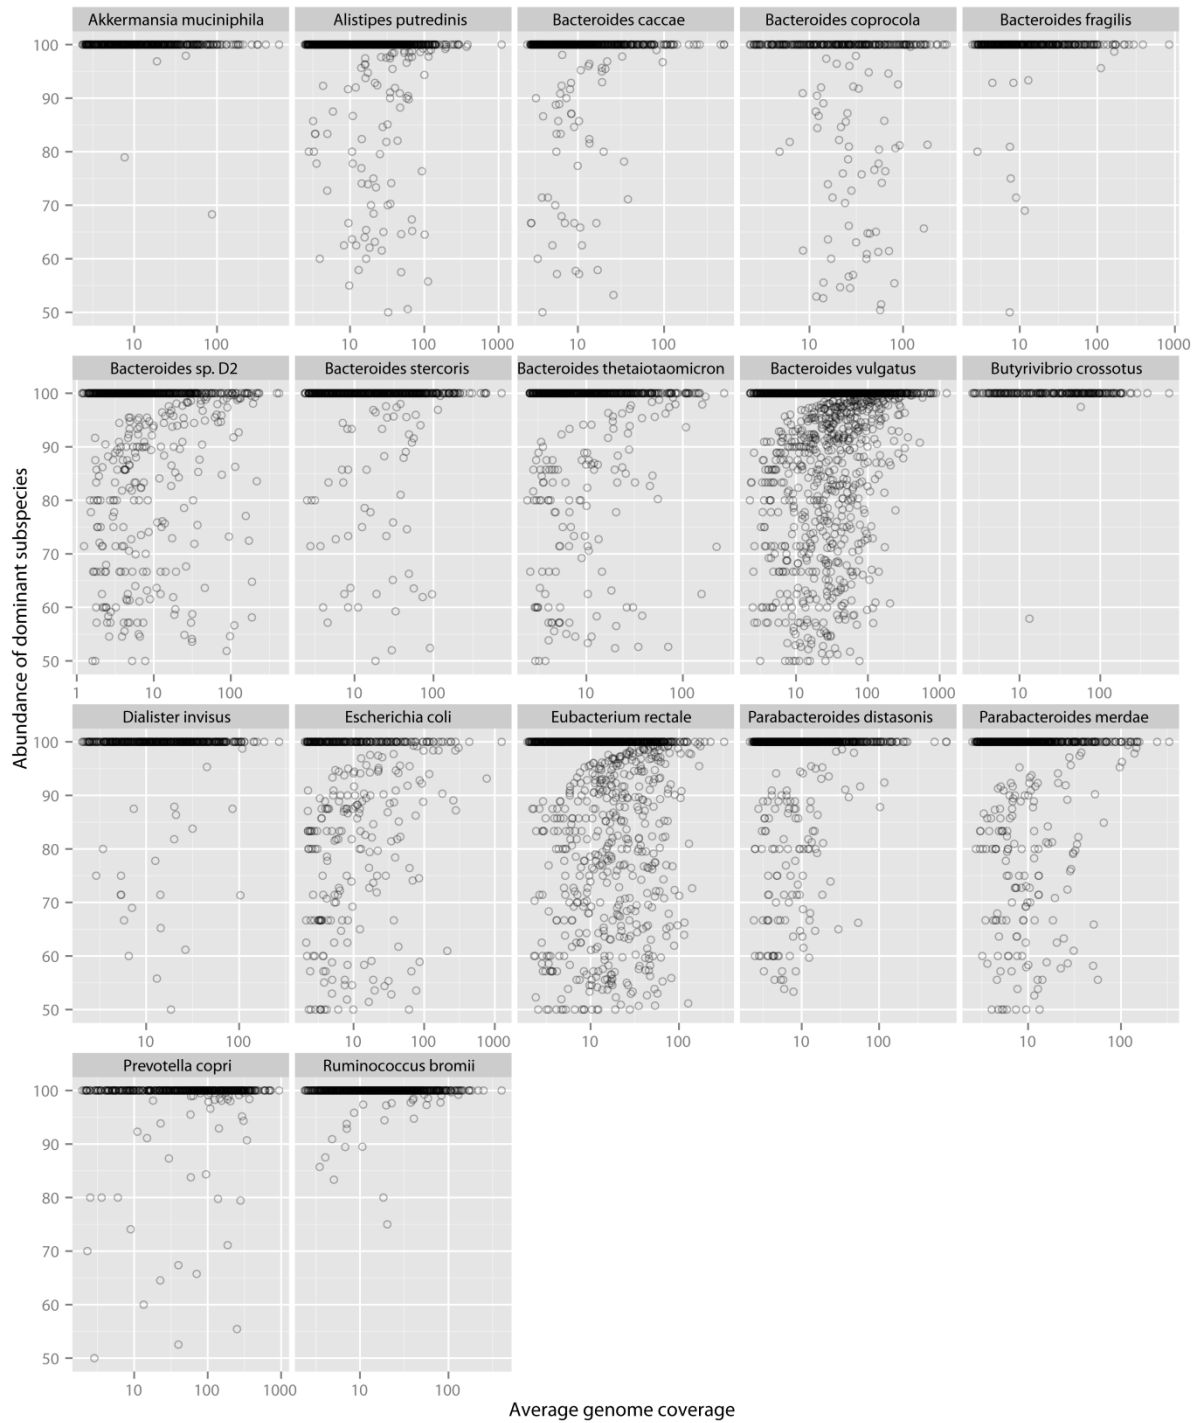 Akkermansia muciniphila Alistipes putredinis Bacteroides caccae Bacteroides coprocola Bacteroides fragilis
100
90
80
70
60
50
10 100 10 100 1000 10 100 10 100 10 100 1000
Bacteroides sp. D2 Bacteroides stercoris Bacteroides thetaiotaomicron Bacteroides vulgatus Butyrivibrio crossotus
100
90
80
70
60
50
1 10 100 10 100 10 100 10 100 1000 10 100
Abundance of dominant subspecies
Dialister invisus Escherichia coli Eubacterium rectale Parabacteroides distasonis Parabacteroides merdae
100
90
80
70
60
50
10 100 10 100 1000 10 100 10 100 10 100
Prevotella copri Ruminococcus bromii
100
90
80
70
60
50
10 100 1000 10 100
Average genome coverage